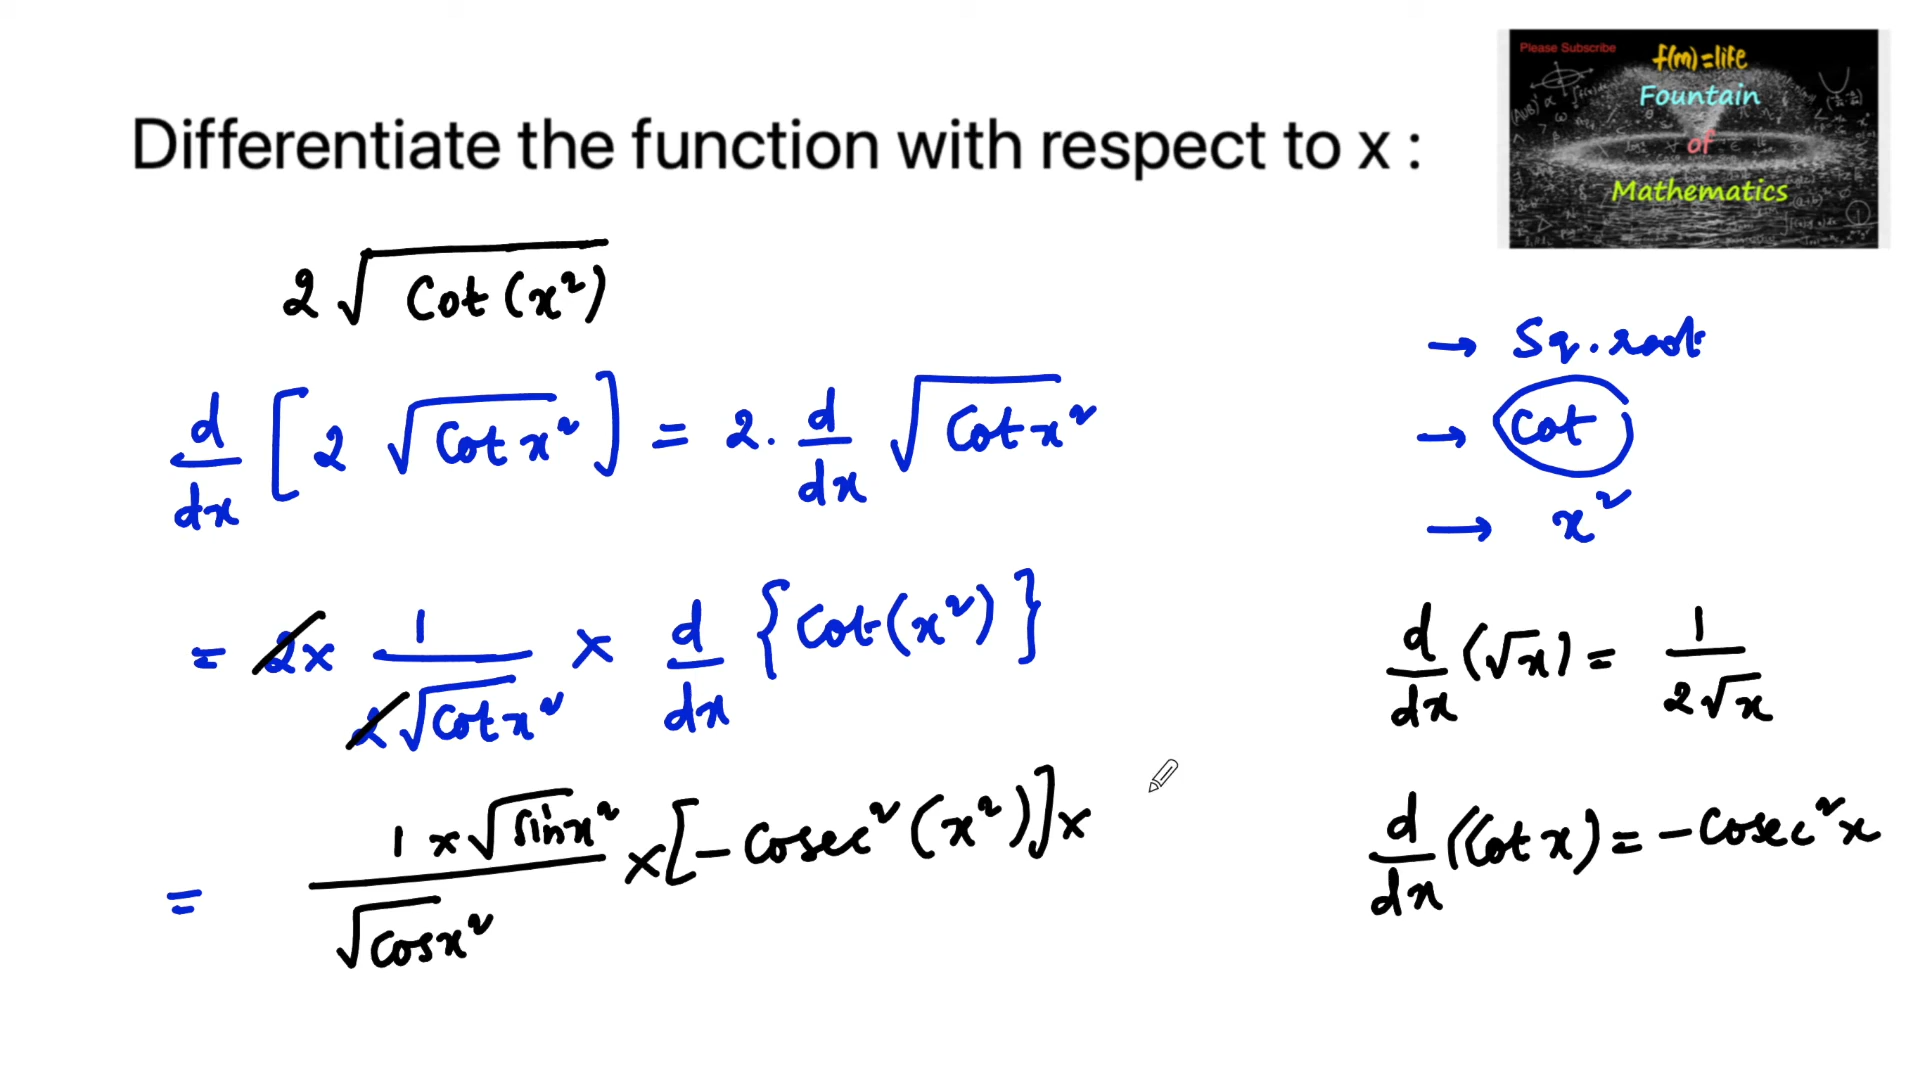 Please Subscribe
f(m)=life
Fountain
of
Mathematics
Differentiate the function with respect to x :
2√(Cot(x²))
d/dx [2 √(Cot x²)] = 2 · d/dx √(Cot x²)
= 2 × 1/(2√(Cot x²)) × d/dx {Cot(x²)}
= (1 × √(sin x²))/√(Cos x²) × [− Cosec²(x²)] ×
→ Sq. root
→ Cot
→ x²
d/dx (√x) = 1/(2√x)
d/dx (Cot x) = − Cosec² x